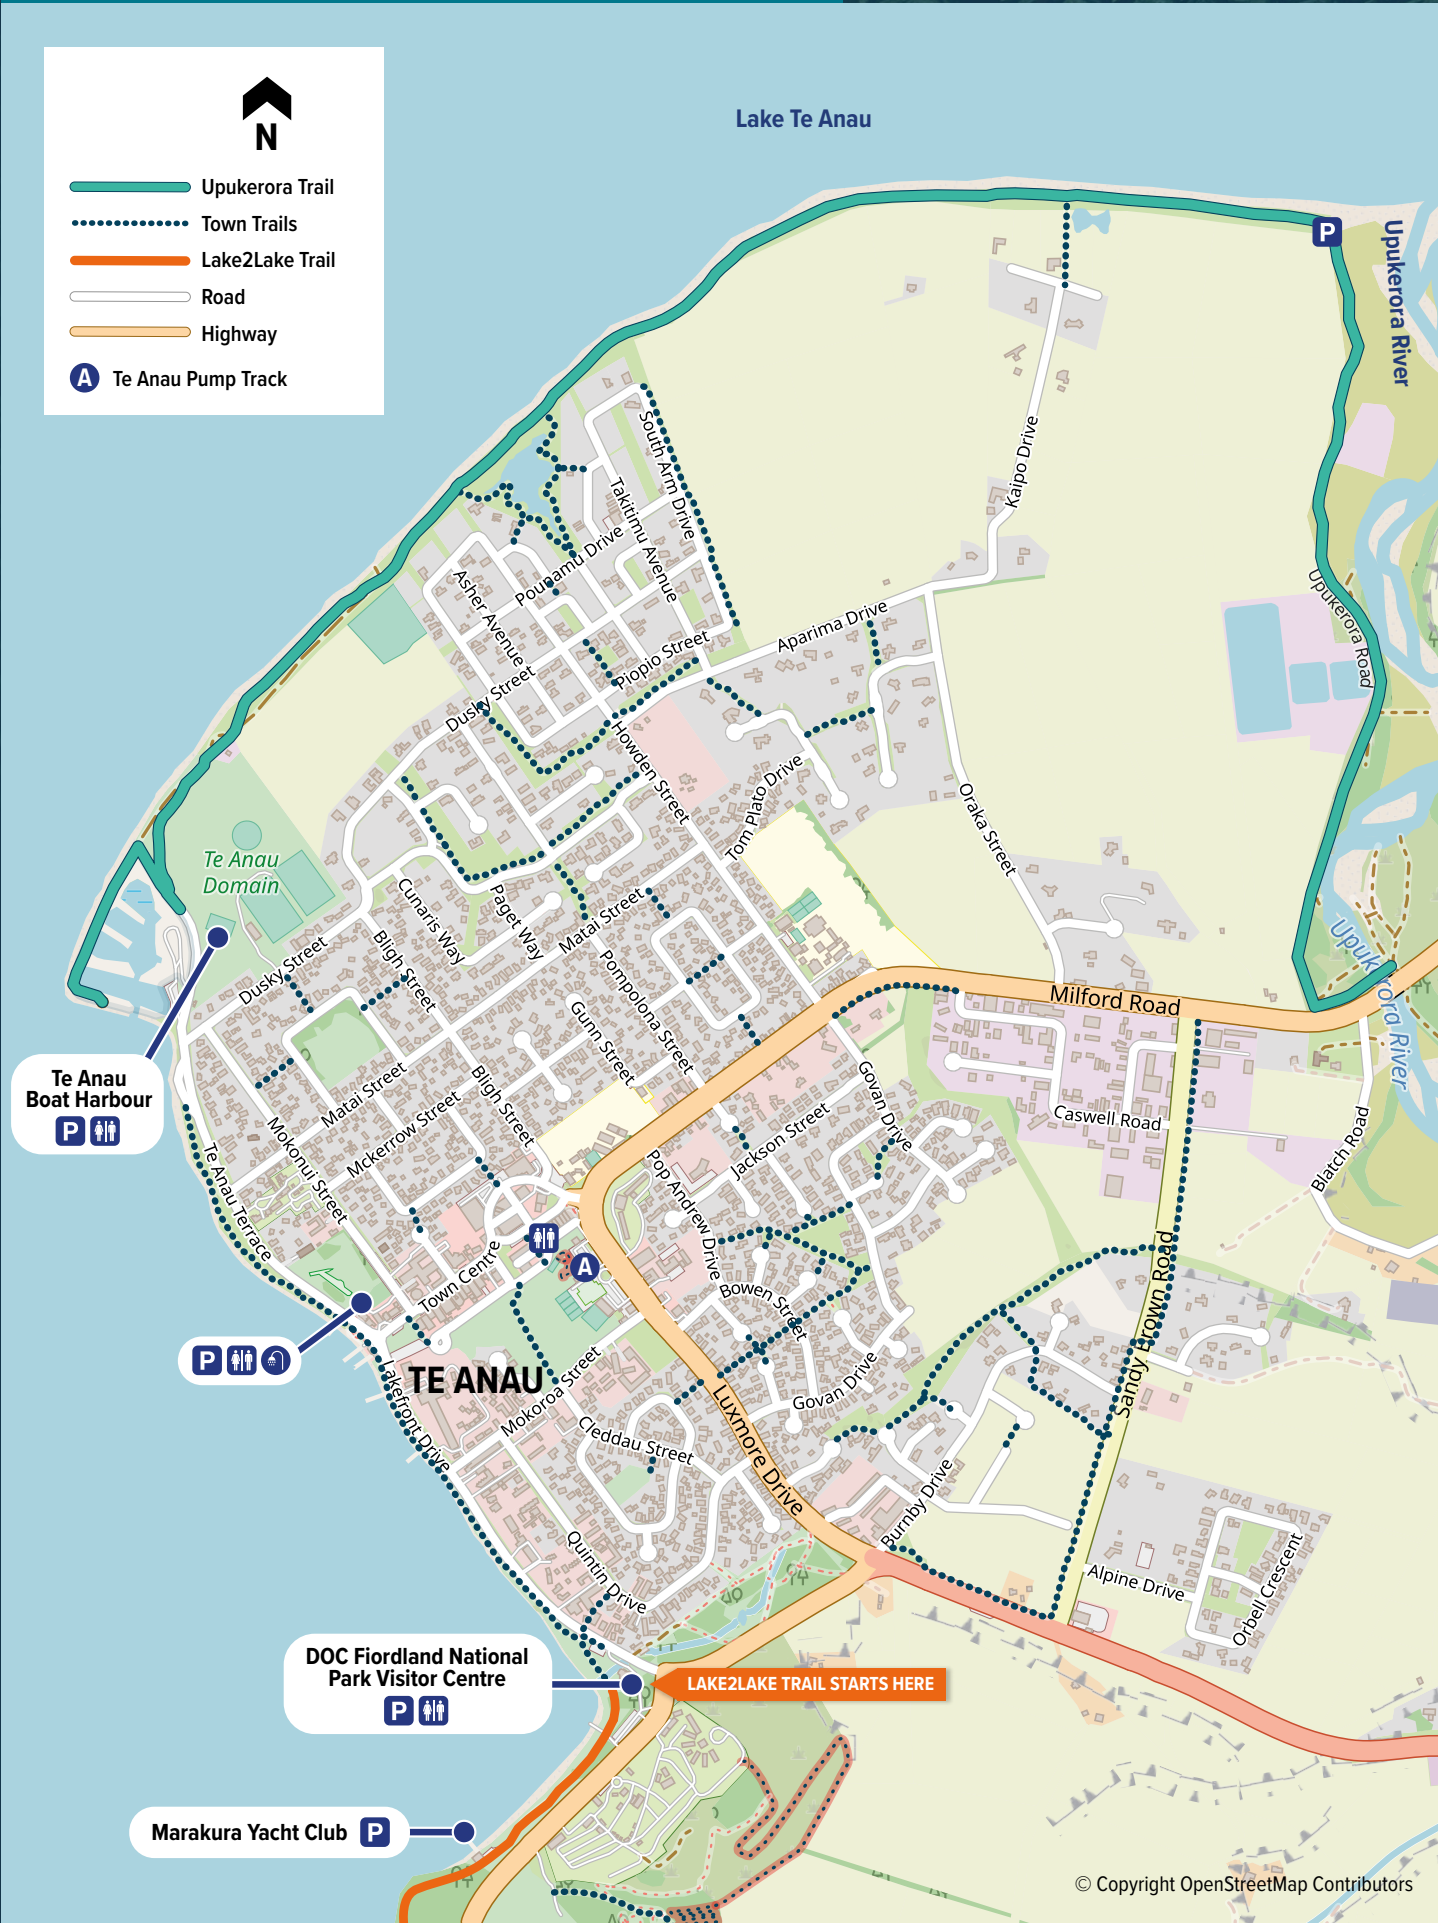 N
Upukerora Trail
Town Trails
Lake2Lake Trail
Road
Highway
A Te Anau Pump Track
Lake Te Anau
P
Upukerora River
Kaipo Drive
South Arm Drive
Takitimu Avenue
Pounamu Drive
Asher Avenue
Piopio Street
Dusky Street
Aparima Drive
Upukerora Road
Howden Street
Tom Plato Drive
Oraka Street
Te Anau
Domain
Cunaris Way
Paget Way
Matai Street
Bligh Street
Dusky Street
Pompolona Street
Gunn Street
Milford Road
Upukerora River
Te Anau
Boat Harbour
P
Matai Street
Mckerrow Street
Bligh Street
Mokonui Street
Te Anau Terrace
Govan Drive
Jackson Street
Caswell Road
Blatch Road
Pop Andrew Drive
Town Centre
A
Bowen Street
Sandy Brown Road
P
TE ANAU
Lakefront Drive
Mokoroa Street
Cleddau Street
Govan Drive
Luxmore Drive
Burnby Drive
Quintin Drive
Alpine Drive
Orbell Crescent
DOC Fiordland National
Park Visitor Centre
P
LAKE2LAKE TRAIL STARTS HERE
Marakura Yacht Club P
© Copyright OpenStreetMap Contributors